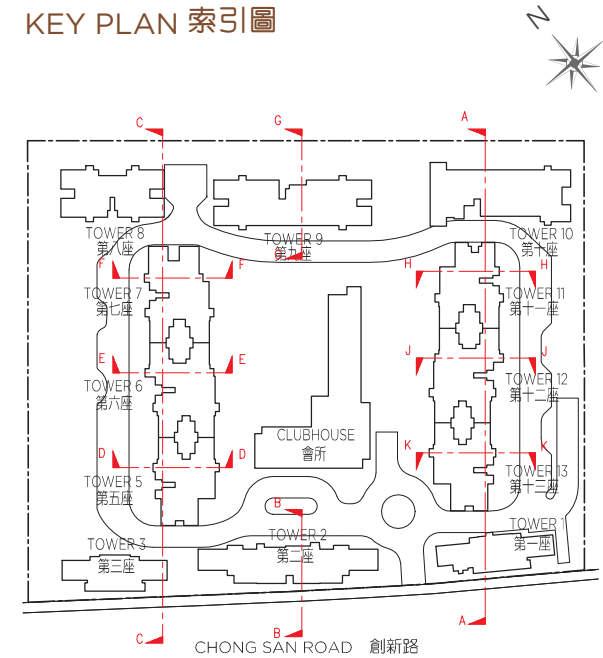 KEY PLAN 索引圖
N
C
G
A
TOWER 8
第八座
TOWER 9
第九座
G
TOWER 10
第十座
F
F
H
H
TOWER 7
第七座
TOWER 11
第十一座
E
E
J
J
TOWER 6
第六座
TOWER 12
第十二座
CLUBHOUSE
會所
D
D
K
K
TOWER 5
第五座
TOWER 13
第十三座
B
TOWER 3
第三座
TOWER 2
第二座
TOWER 1
第一座
C
B
A
CHONG SAN ROAD 創新路